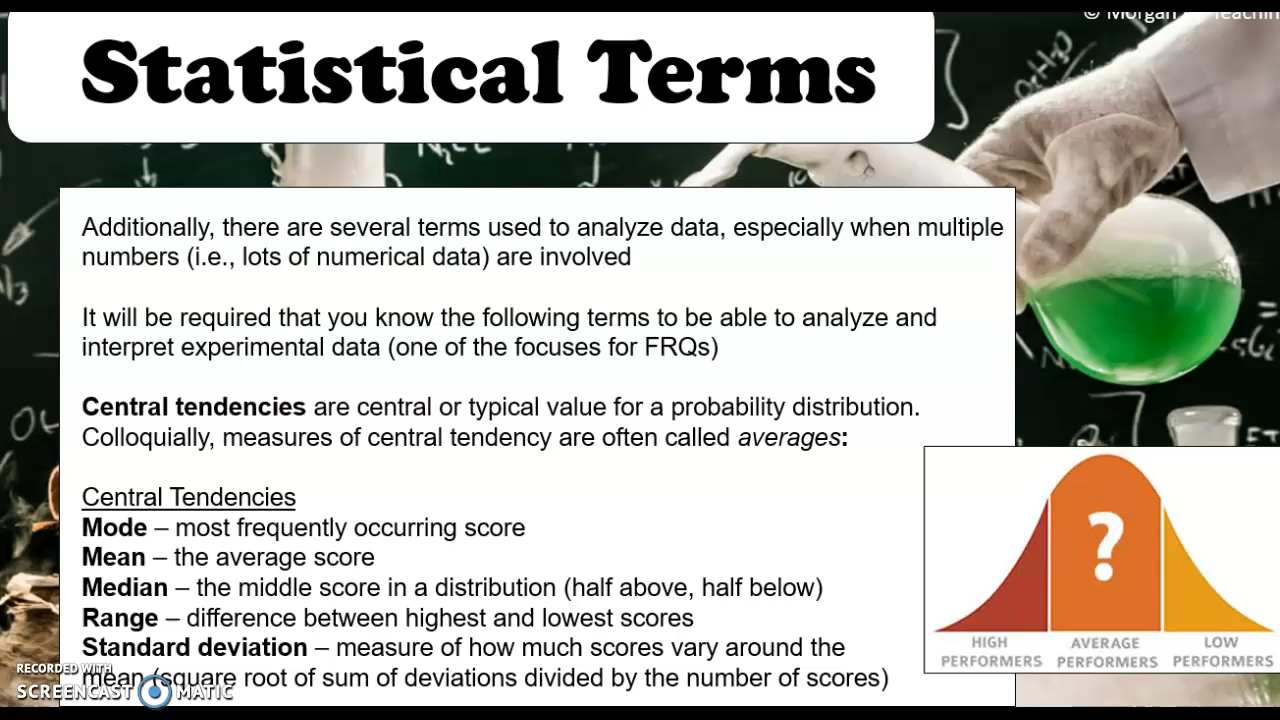 © Morgan
Statistical Terms
Additionally, there are several terms used to analyze data, especially when multiple
numbers (i.e., lots of numerical data) are involved
It will be required that you know the following terms to be able to analyze and
interpret experimental data (one of the focuses for FRQs)
Central tendencies are central or typical value for a probability distribution.
Colloquially, measures of central tendency are often called averages:
Central Tendencies
Mode – most frequently occurring score
Mean – the average score
Median – the middle score in a distribution (half above, half below)
Range – difference between highest and lowest scores
Standard deviation – measure of how much scores vary around the
mean (square root of sum of deviations divided by the number of scores)
?
HIGH
PERFORMERS
AVERAGE
PERFORMERS
LOW
PERFORMERS
RECORDED WITH
SCREENCAST MATIC